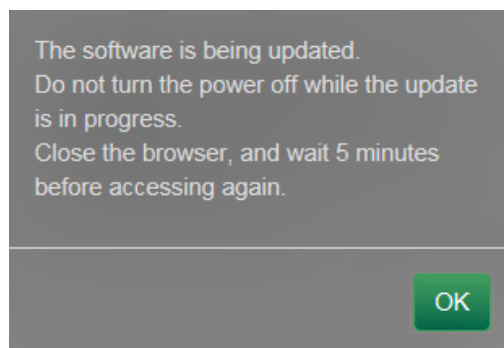 The software is being updated.
Do not turn the power off while the update
is in progress.
Close the browser, and wait 5 minutes
before accessing again.
OK